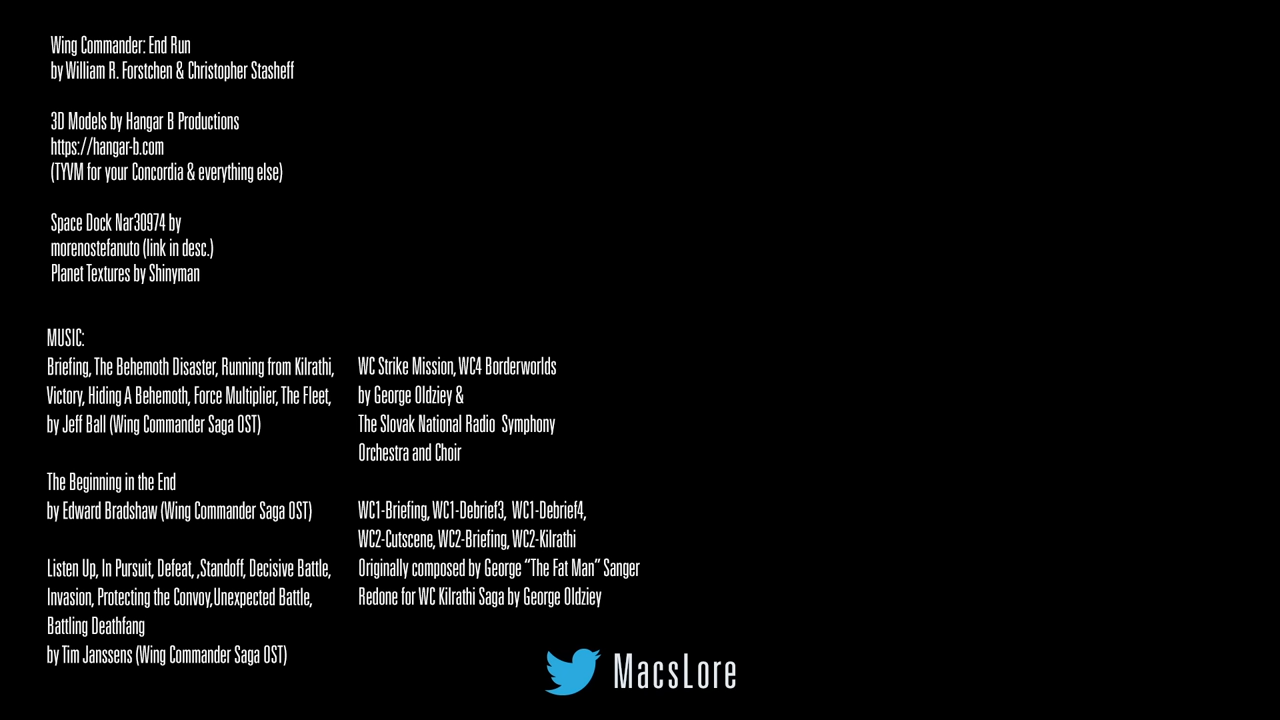 Wing Commander: End Run
by William R. Forstchen & Christopher Stasheff
3D Models by Hangar B Productions
https://hangar-b.com
(TYVM for your Concordia & everything else)
Space Dock Nar30974 by
morenostefanuto (link in desc.)
Planet Textures by Shinyman
MUSIC:
Briefing, The Behemoth Disaster, Running from Kilrathi,
Victory, Hiding A Behemoth, Force Multiplier, The Fleet,
by Jeff Ball (Wing Commander Saga OST)
The Beginning in the End
by Edward Bradshaw (Wing Commander Saga OST)
Listen Up, In Pursuit, Defeat, ,Standoff, Decisive Battle,
Invasion, Protecting the Convoy,Unexpected Battle,
Battling Deathfang
by Tim Janssens (Wing Commander Saga OST)
WC Strike Mission, WC4 Borderworlds
by George Oldziey &
The Slovak National Radio  Symphony
Orchestra and Choir
WC1-Briefing, WC1-Debrief3,  WC1-Debrief4,
WC2-Cutscene, WC2-Briefing, WC2-Kilrathi
Originally composed by George “The Fat Man” Sanger
Redone for WC Kilrathi Saga by George Oldziey
MacsLore